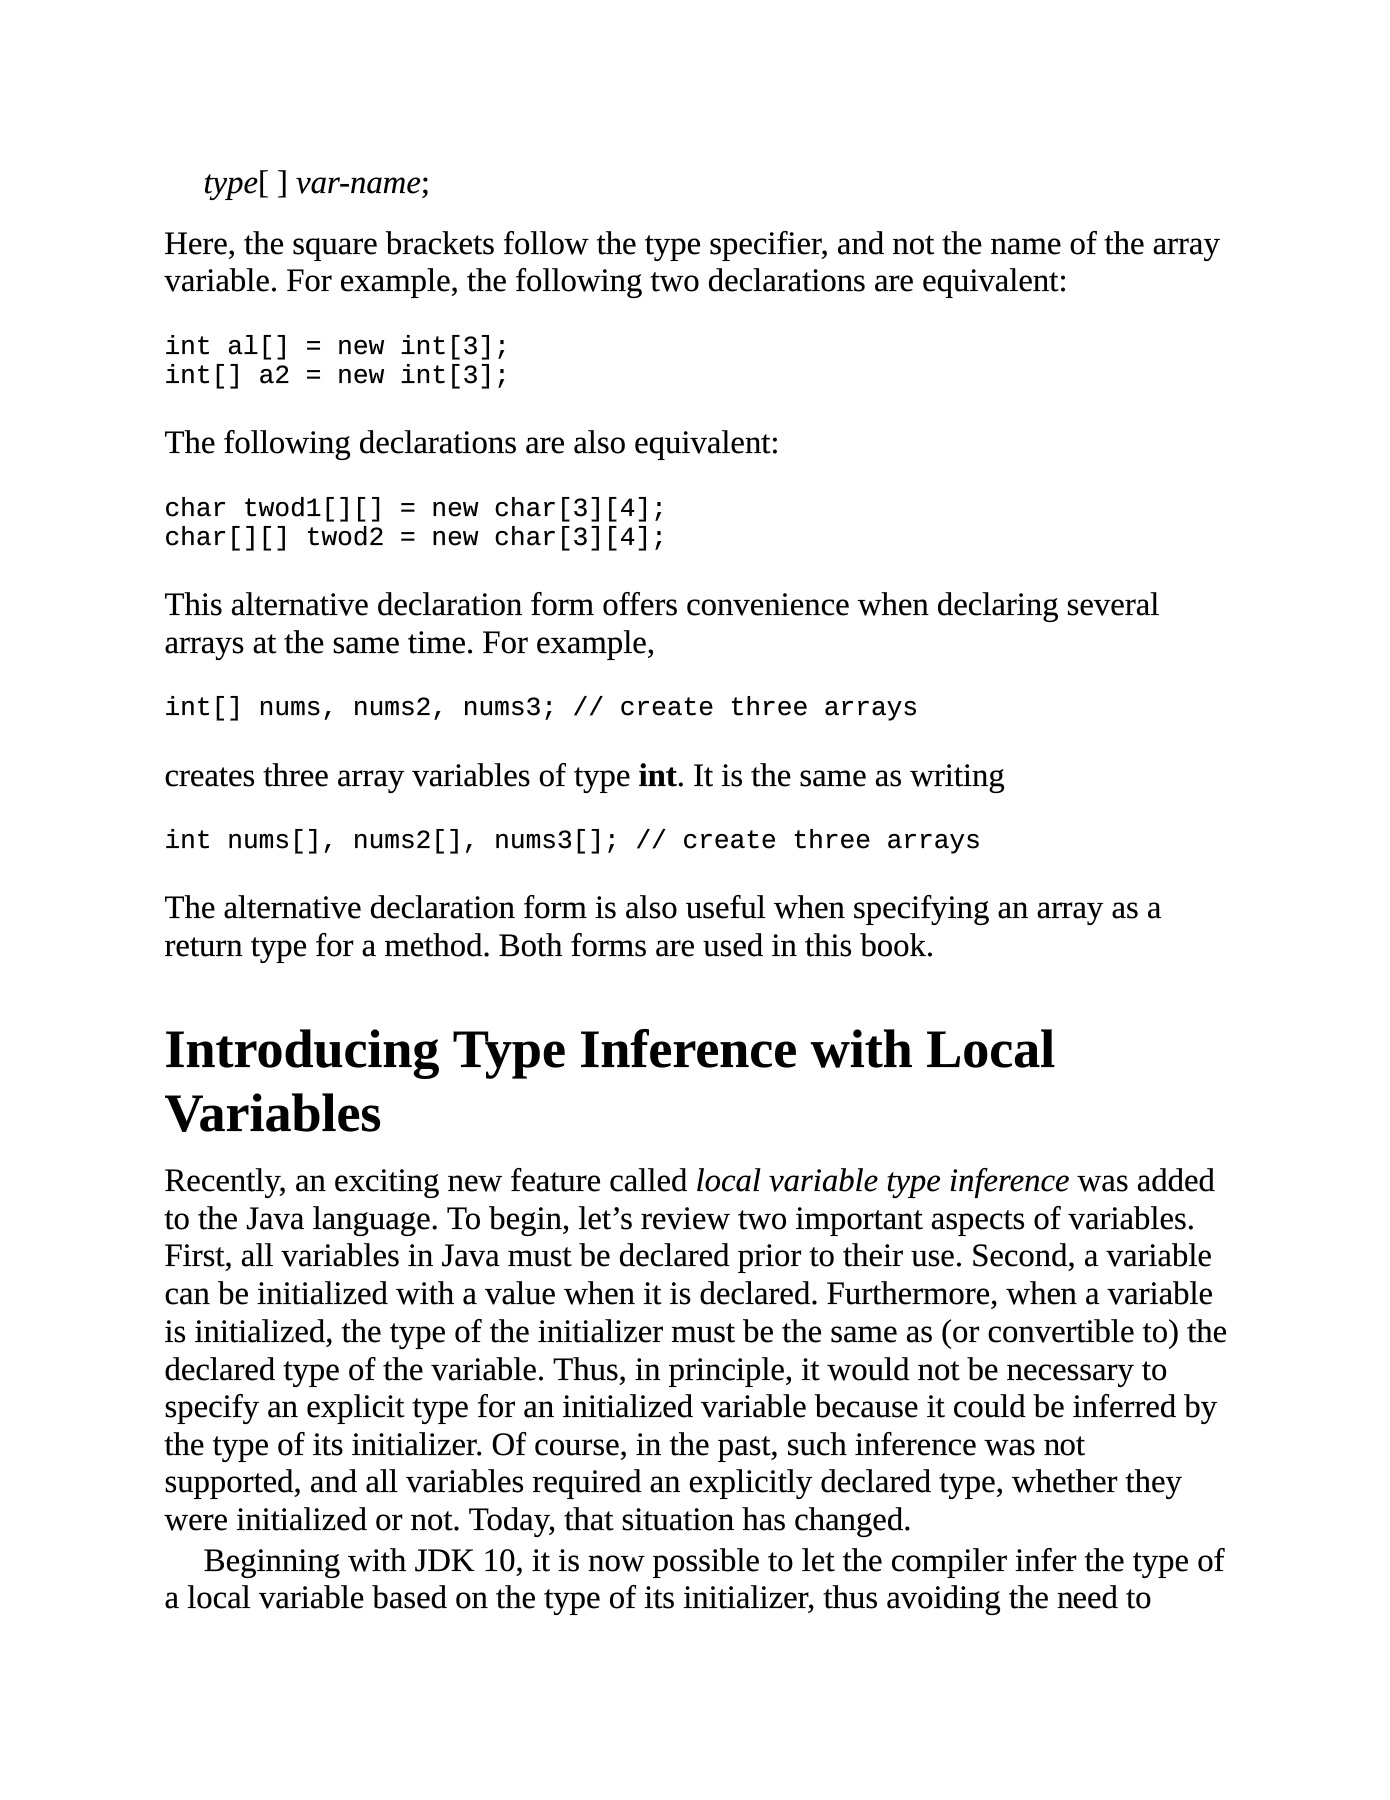 type[ ] var-name;
Here, the square brackets follow the type specifier, and not the name of the array
variable. For example, the following two declarations are equivalent:
int al[] = new int[3];
int[] a2 = new int[3];
The following declarations are also equivalent:
char twod1[][] = new char[3][4];
char[][] twod2 = new char[3][4];
This alternative declaration form offers convenience when declaring several
arrays at the same time. For example,
int[] nums, nums2, nums3; // create three arrays
creates three array variables of type int. It is the same as writing
int nums[], nums2[], nums3[]; // create three arrays
The alternative declaration form is also useful when specifying an array as a
return type for a method. Both forms are used in this book.
Introducing Type Inference with Local
Variables
Recently, an exciting new feature called local variable type inference was added
to the Java language. To begin, let’s review two important aspects of variables.
First, all variables in Java must be declared prior to their use. Second, a variable
can be initialized with a value when it is declared. Furthermore, when a variable
is initialized, the type of the initializer must be the same as (or convertible to) the
declared type of the variable. Thus, in principle, it would not be necessary to
specify an explicit type for an initialized variable because it could be inferred by
the type of its initializer. Of course, in the past, such inference was not
supported, and all variables required an explicitly declared type, whether they
were initialized or not. Today, that situation has changed.
Beginning with JDK 10, it is now possible to let the compiler infer the type of
a local variable based on the type of its initializer, thus avoiding the need to